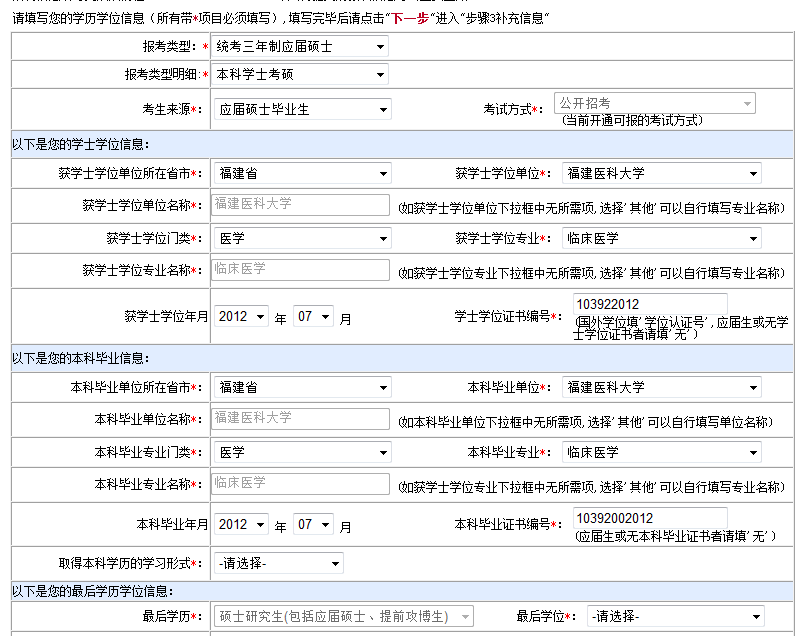 请填写您的学历学位信息（所有带*项目必须填写）, 填写完毕后请点击“下一步“进入“步骤3补充信息“
报考类型: * 统考三年制应届硕士
报考类型明细:* 本科学士考硕
考生来源*: 应届硕士毕业生 考试方式*: 公开招考
(当前开通可报的考试方式)
以下是您的学士学位信息:
获学士学位单位所在省市*: 福建省 获学士学位单位*: 福建医科大学
获学士学位单位名称*: 福建医科大学 (如获学士学位单位下拉框中无所需项, 选择’其他’可以自行填写专业名称)
获学士学位门类*: 医学 获学士学位专业*: 临床医学
获学士学位专业名称*: 临床医学 (如获学士学位专业下拉框中无所需项, 选择’其他’可以自行填写专业名称)
获学士学位年月 2012 年 07 月 学士学位证书编号*: 103922012
(国外学位填’学位认证号’, 应届生或无学
士学位证书者请填’无’)
以下是您的本科毕业信息:
本科毕业单位所在省市*: 福建省 本科毕业单位*: 福建医科大学
本科毕业单位名称*: 福建医科大学 (如本科毕业单位下拉框中无所需项, 选择’其他’可以自行填写单位名称)
本科毕业专业门类*: 医学 本科毕业专业*: 临床医学
本科毕业专业名称*: 临床医学 (如获学士学位专业下拉框中无所需项, 选择’其他’可以自行填写专业名称)
本科毕业年月 2012 年 07 月 本科毕业证书编号*: 10392002012
(应届生或无本科毕业证书者请填’无’)
取得本科学历的学习形式*: -请选择-
以下是您的最后学历学位信息:
最后学历*: 硕士研究生(包括应届硕士、提前攻博生) 最后学位*: -请选择-